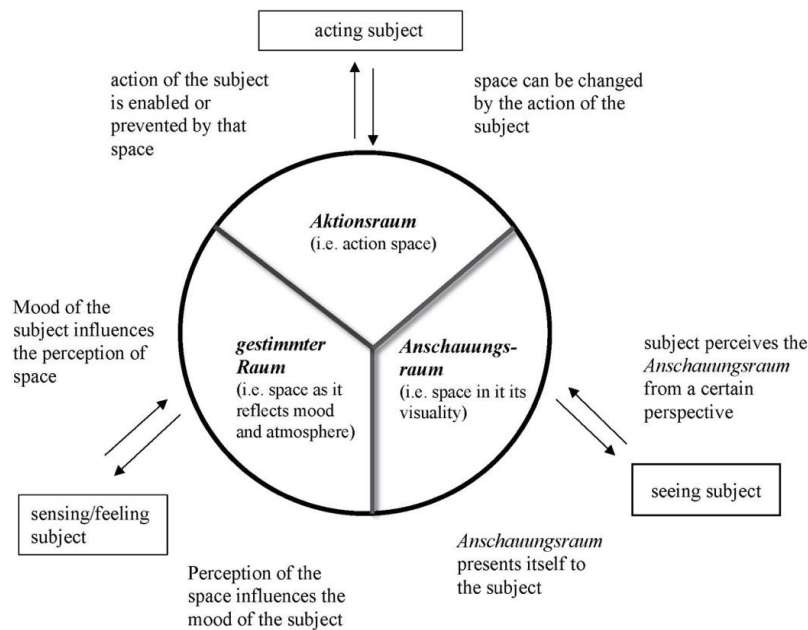 acting subject
action of the subject
is enabled or
prevented by that
space
space can be changed
by the action of the
subject
Aktionsraum
(i.e. action space)
Mood of the
subject influences
the perception of
space
gestimmter
Raum
(i.e. space as it
reflects mood
and atmosphere)
Anschauungs-
raum
(i.e. space in it its
visuality)
subject perceives the
Anschauungsraum
from a certain
perspective
sensing/feeling
subject
seeing subject
Perception of the
space influences the
mood of the subject
Anschauungsraum
presents itself to
the subject